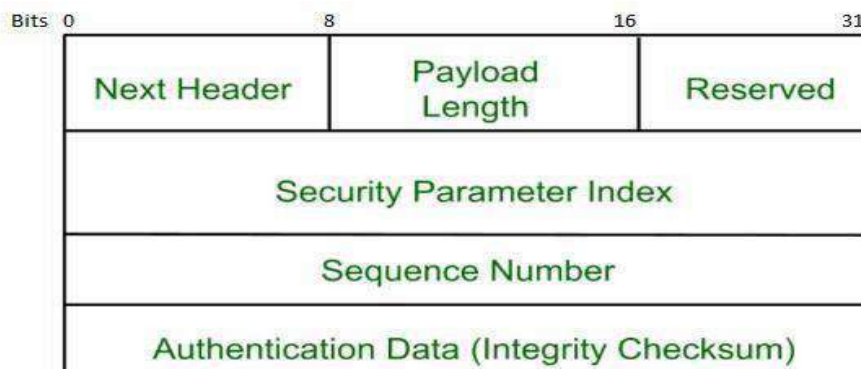 Bits 0 8 16 31
Next Header Payload Length Reserved
Security Parameter Index
Sequence Number
Authentication Data (Integrity Checksum)